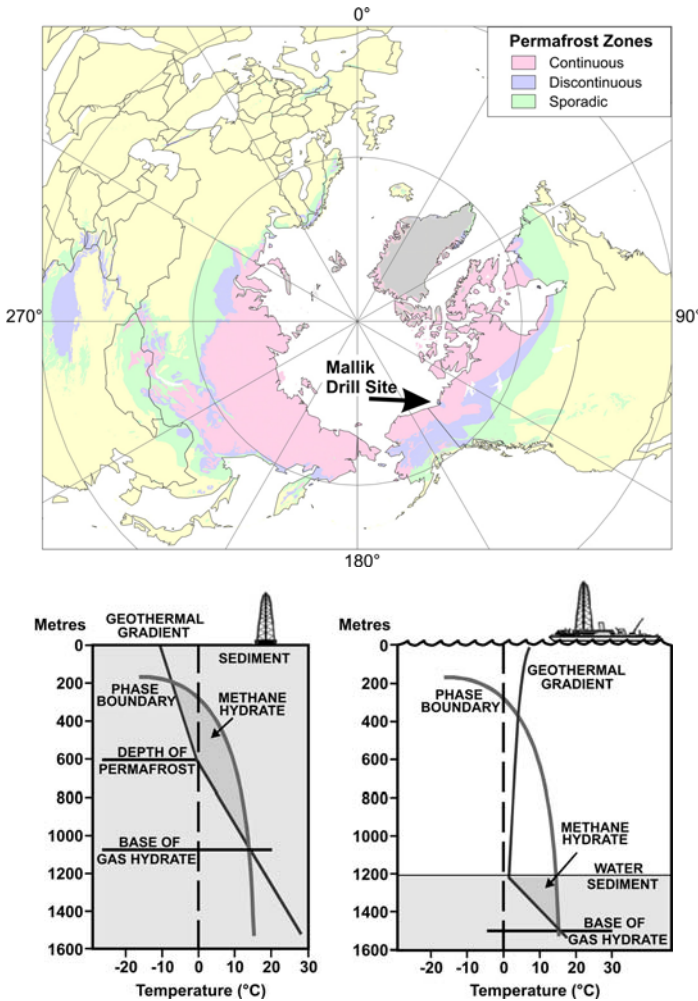 0°
Permafrost Zones
Continuous
Discontinuous
Sporadic
270°
90°
Mallik
Drill Site
180°
Metres
GEOTHERMAL
GRADIENT
SEDIMENT
PHASE
BOUNDARY
METHANE
HYDRATE
DEPTH OF
PERMAFROST
BASE OF
GAS HYDRATE
0
200
400
600
800
1000
1200
1400
1600
-20
-10
0
10
20
30
Temperature (°C)
Metres
GEOTHERMAL
GRADIENT
PHASE
BOUNDARY
METHANE
HYDRATE
WATER
SEDIMENT
BASE OF
GAS HYDRATE
0
200
400
600
800
1000
1200
1400
1600
-20
-10
0
10
20
30
40
Temperature (°C)